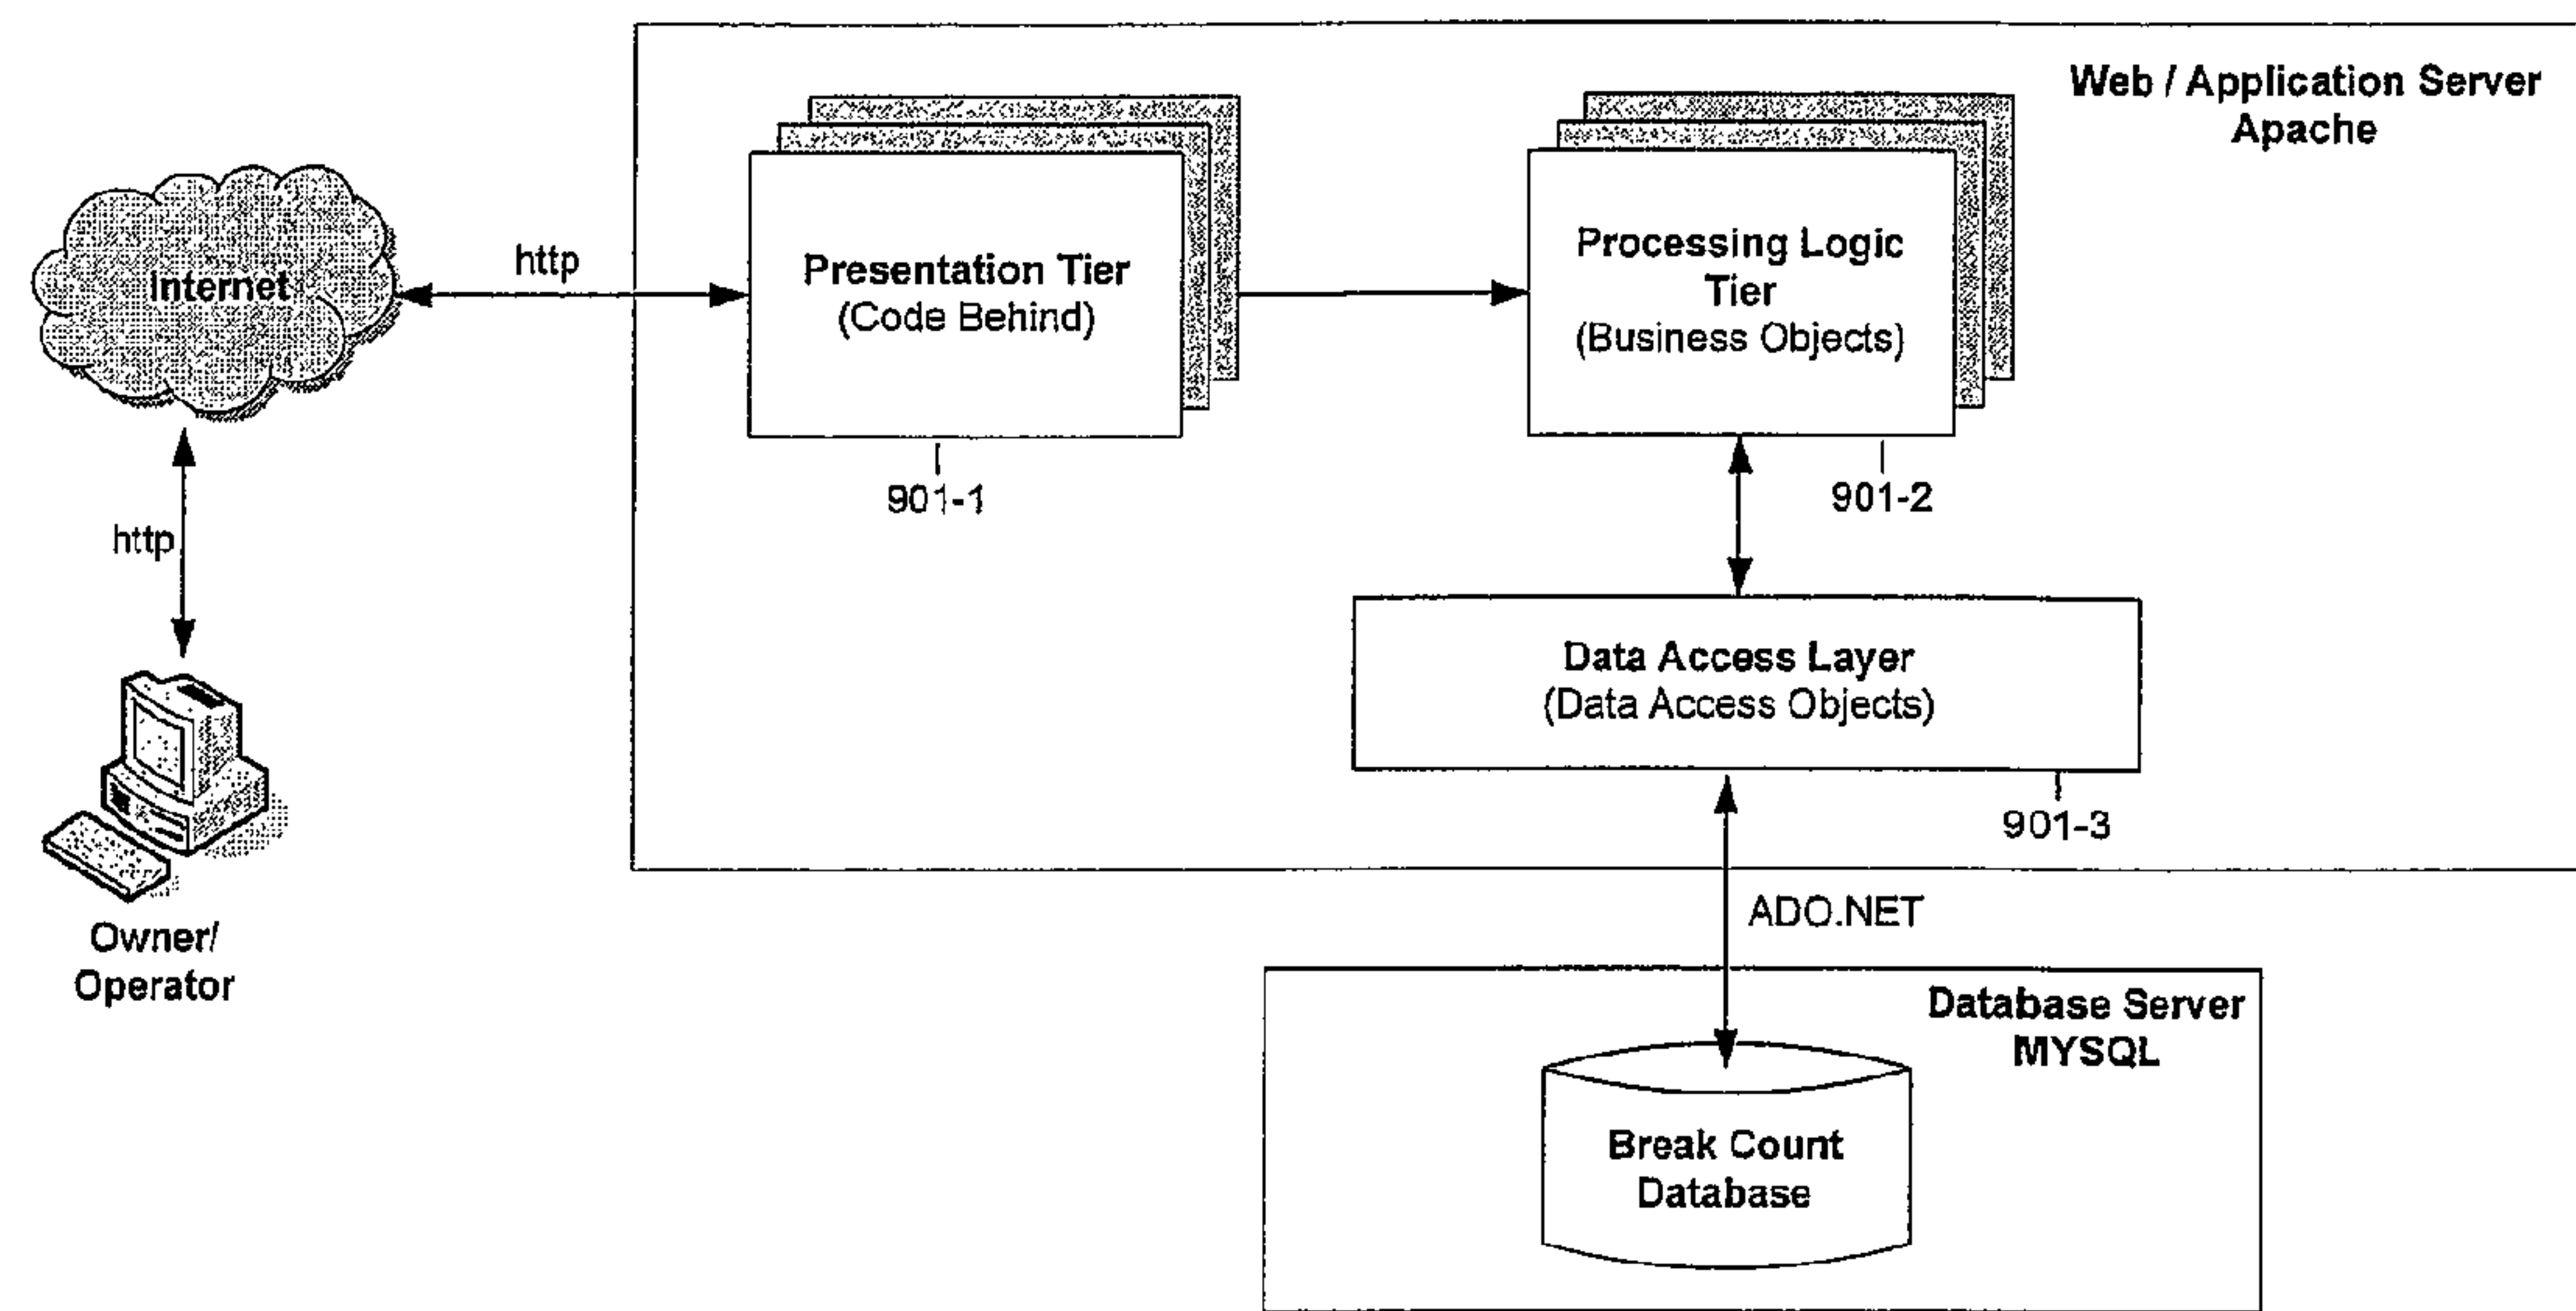 Web / Application Server
Apache
Internet
http
Presentation Tier
(Code Behind)
901-1
Processing Logic
Tier
(Business Objects)
901-2
http
Data Access Layer
(Data Access Objects)
901-3
Owner/
Operator
ADO.NET
Database Server
MYSQL
Break Count
Database